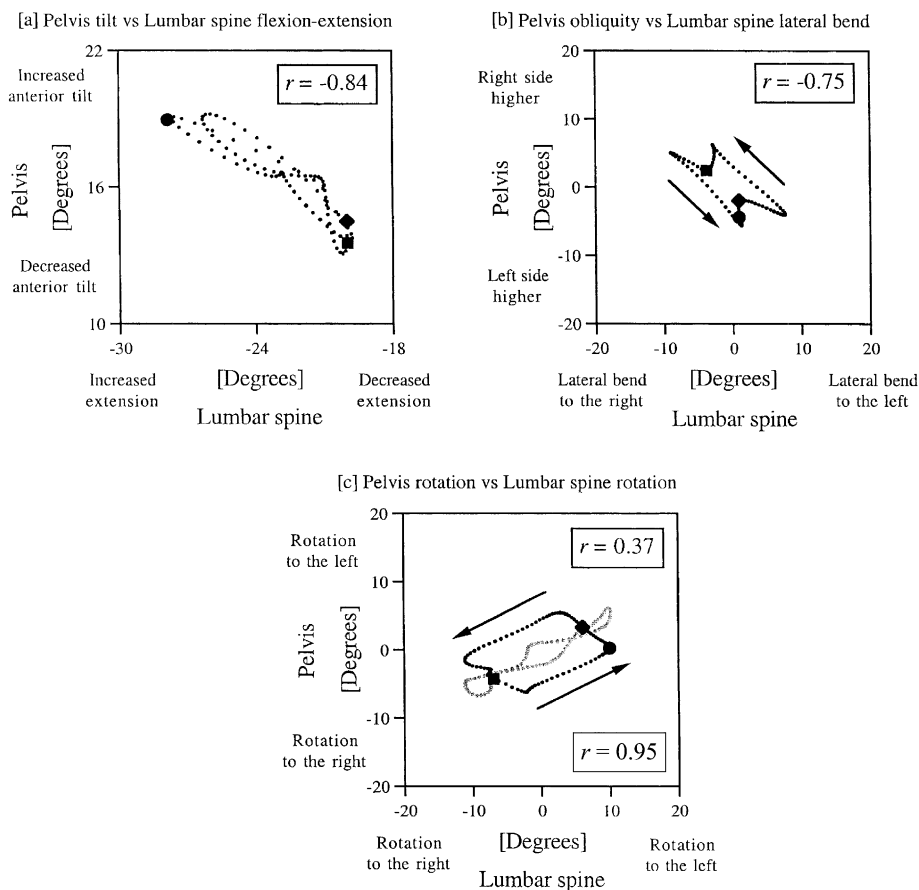 [a] Pelvis tilt vs Lumbar spine flexion-extension
22
Increased
anterior tilt
r = -0.84
Pelvis
[Degrees]
16
Decreased
anterior tilt
10
-30
-24
-18
Increased
extension
[Degrees]
Decreased
extension
Lumbar spine
[b] Pelvis obliquity vs Lumbar spine lateral bend
20
Right side
higher
r = -0.75
10
Pelvis
[Degrees]
0
-10
Left side
higher
-20
-20
-10
0
10
20
Lateral bend
to the right
[Degrees]
Lateral bend
to the left
Lumbar spine
[c] Pelvis rotation vs Lumbar spine rotation
20
Rotation
to the left
r = 0.37
10
Pelvis
[Degrees]
0
-10
Rotation
to the right
r = 0.95
-20
-20
-10
0
10
20
Rotation
to the right
[Degrees]
Rotation
to the left
Lumbar spine